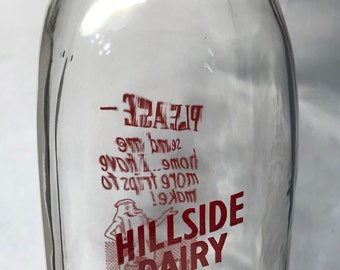 PLEASE -
send me
home... I have
more trips to
make!
HILLSIDE
DAIRY